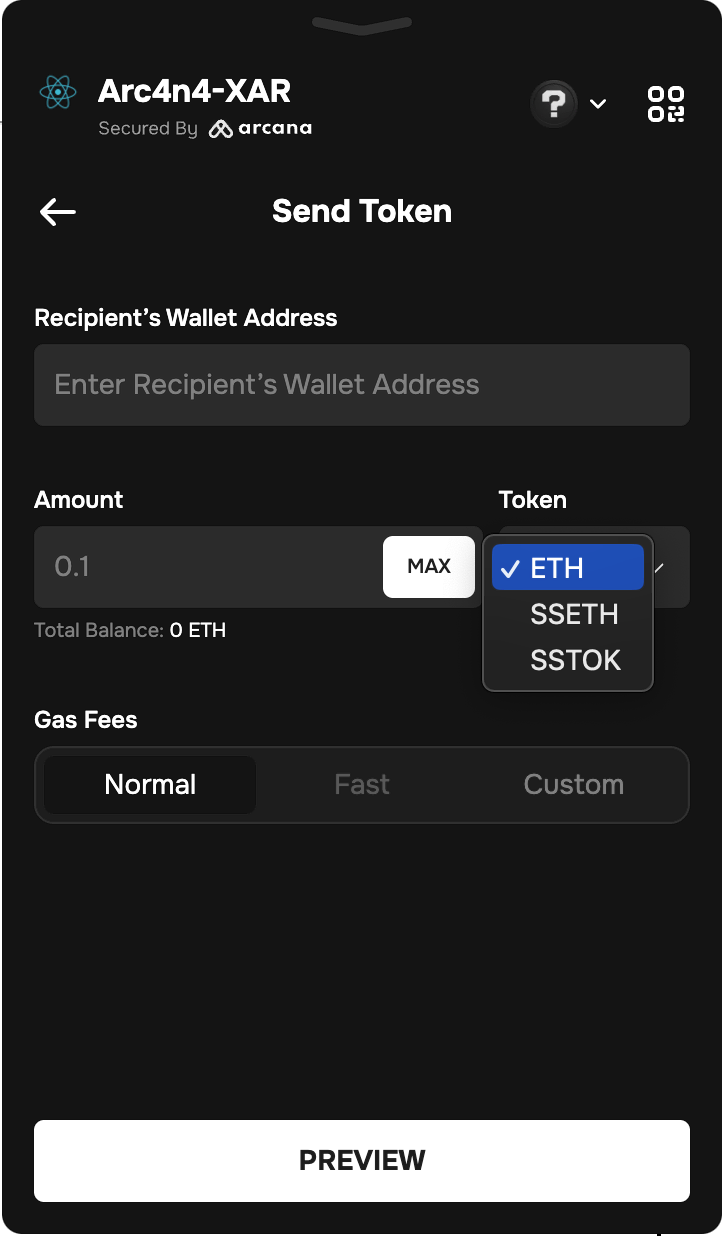 Arc4n4-XAR
Secured By arcana
?
Send Token
Recipient’s Wallet Address
Enter Recipient’s Wallet Address
Amount
Token
0.1
MAX
ETH
SSETH
SSTOK
Total Balance: 0 ETH
Gas Fees
Normal
Fast
Custom
PREVIEW